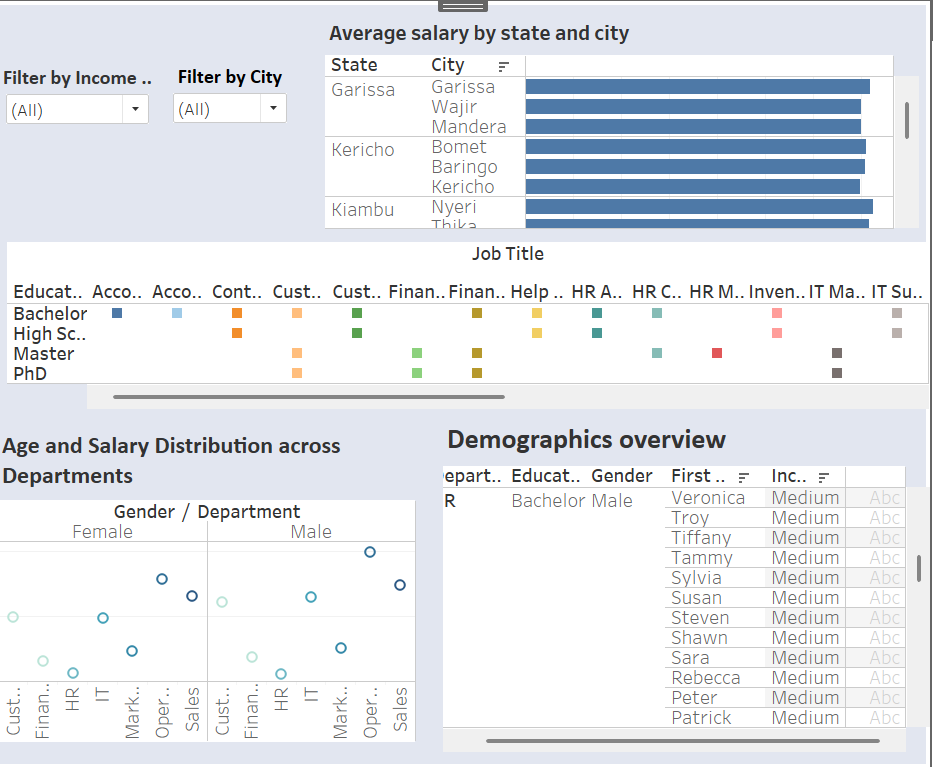 Average salary by state and city
Filter by Income ..
Filter by City
(All)
(All)
State City
Garissa Garissa
Wajir
Mandera
Kericho Bomet
Baringo
Kericho
Kiambu Nyeri
Thika
Job Title
Educat.. Acco.. Acco.. Cont.. Cust.. Cust.. Finan.. Finan.. Help .. HR A.. HR C.. HR M.. Inven.. IT Ma.. IT Su..
Bachelor
High Sc..
Master
PhD
Age and Salary Distribution across
Departments
Gender / Department
Female Male
Cust.. Finan.. HR IT Mark.. Oper.. Sales Cust.. Finan.. HR IT Mark.. Oper.. Sales
Demographics overview
epart.. Educat.. Gender First .. Inc..
R Bachelor Male Veronica Medium Abc
Troy Medium Abc
Tiffany Medium Abc
Tammy Medium Abc
Sylvia Medium Abc
Susan Medium Abc
Steven Medium Abc
Shawn Medium Abc
Sara Medium Abc
Rebecca Medium Abc
Peter Medium Abc
Patrick Medium Abc